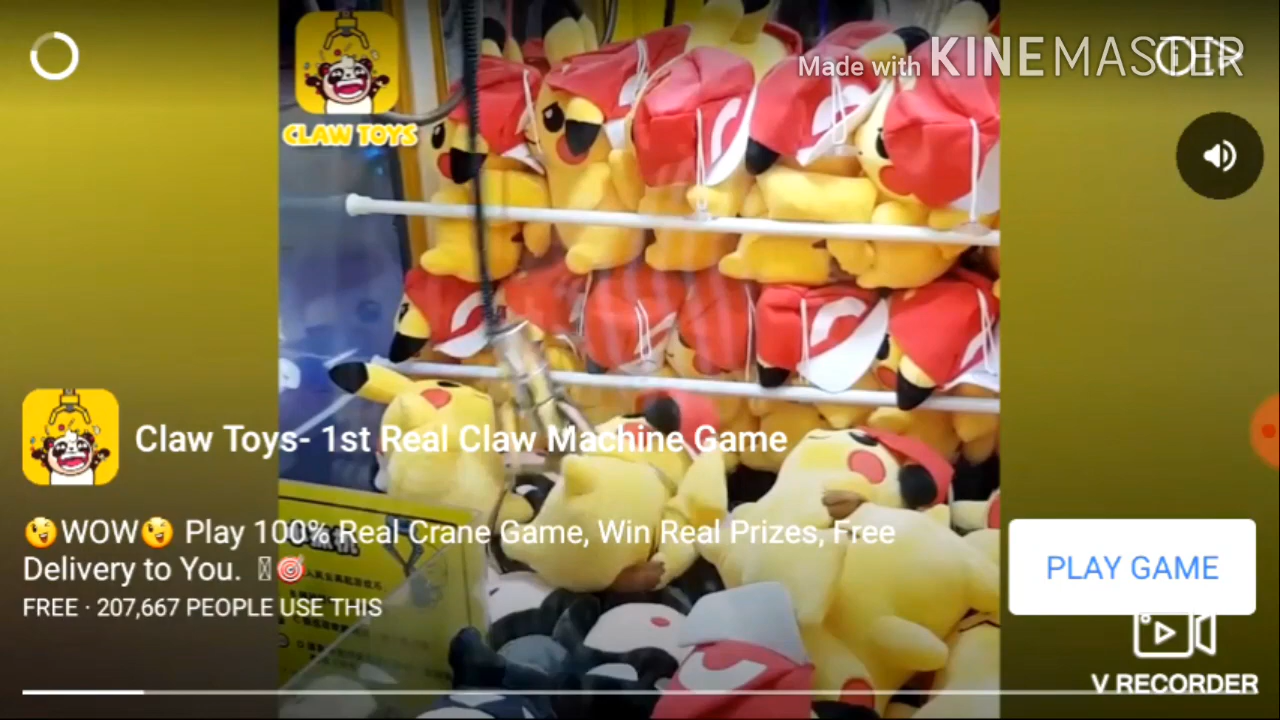 Made with KINEMASTER
CLAW TOYS
Claw Toys- 1st Real Claw Machine Game
😉WOW😉 Play 100% Real Crane Game, Win Real Prizes, Free
Delivery to You. 🎯
FREE · 207,667 PEOPLE USE THIS
PLAY GAME
V RECORDER